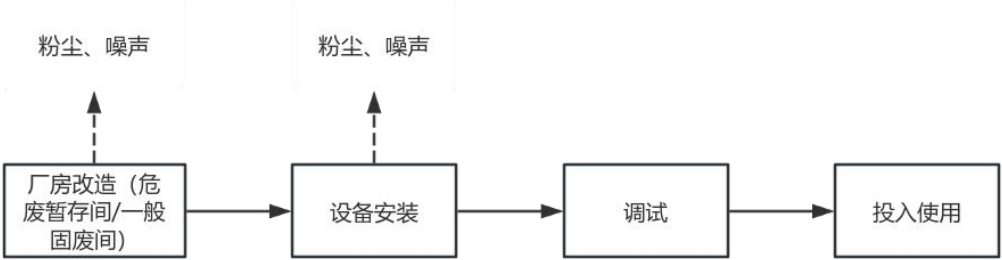 粉尘、噪声
粉尘、噪声
厂房改造（危
废暂存间/一般
固废间）
设备安装
调试
投入使用